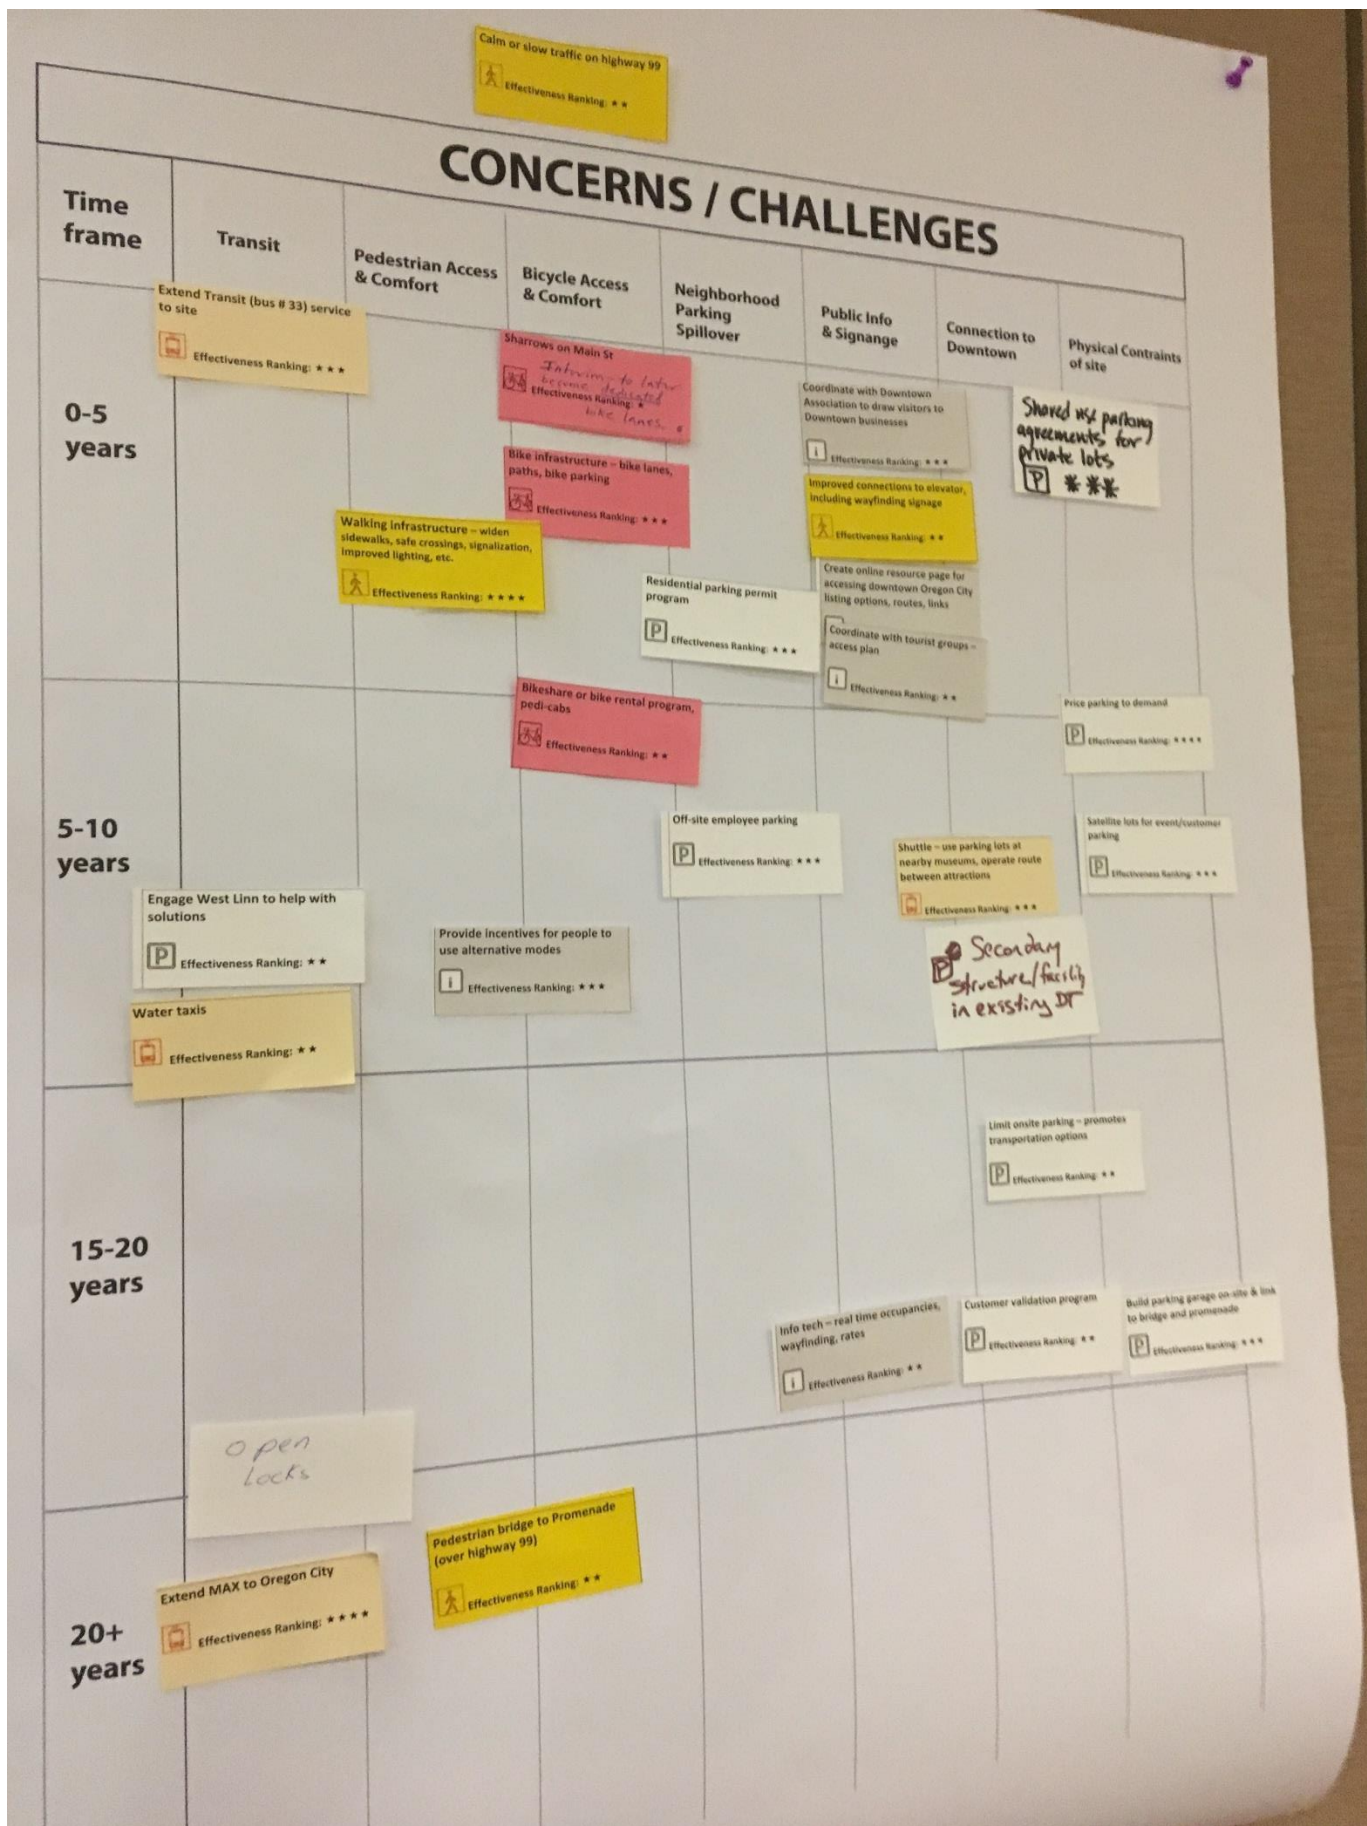 Calm or slow traffic on highway 99
Effectiveness Ranking: ★ ★
CONCERNS / CHALLENGES
Time
frame
Transit
Pedestrian Access
& Comfort
Bicycle Access
& Comfort
Neighborhood
Parking
Spillover
Public Info
& Signange
Connection to
Downtown
Physical Contraints
of site
0-5
years
Extend Transit (bus # 33) service
to site
Effectiveness Ranking: ★ ★ ★
Walking infrastructure – widen
sidewalks, safe crossings, signalization,
improved lighting, etc.
Effectiveness Ranking: ★ ★ ★ ★
Sharrows on Main St
Interim - to later
become dedicated
Effectiveness Ranking: ★
bike lanes.
Bike infrastructure – bike lanes,
paths, bike parking
Effectiveness Ranking: ★ ★ ★
Residential parking permit
program
P
Effectiveness Ranking: ★ ★ ★
Coordinate with Downtown
Association to draw visitors to
Downtown businesses
i
Effectiveness Ranking: ★ ★ ★
Improved connections to elevator,
including wayfinding signage
Effectiveness Ranking: ★ ★
Create online resource page for
accessing downtown Oregon City
listing options, routes, links
Coordinate with tourist groups –
access plan
i
Effectiveness Ranking: ★ ★
Shared use parking
agreements for
private lots
P ***
5-10
years
Bikeshare or bike rental program,
pedi-cabs
Effectiveness Ranking: ★ ★
Price parking to demand
P
Effectiveness Ranking: ★ ★ ★ ★
Off-site employee parking
P
Effectiveness Ranking: ★ ★ ★
Shuttle – use parking lots at
nearby museums, operate route
between attractions
Effectiveness Ranking: ★ ★ ★
Satellite lots for event/customer
parking
P
Effectiveness Ranking: ★ ★ ★
Engage West Linn to help with
solutions
P
Effectiveness Ranking: ★ ★
Provide incentives for people to
use alternative modes
i
Effectiveness Ranking: ★ ★ ★
P Secondary
structure/facility
in existing DT
Water taxis
Effectiveness Ranking: ★ ★
15-20
years
Limit onsite parking – promotes
transportation options
P
Effectiveness Ranking: ★ ★
Info tech – real time occupancies,
wayfinding, rates
i
Effectiveness Ranking: ★ ★
Customer validation program
P
Effectiveness Ranking: ★ ★
Build parking garage on-site & link
to bridge and promenade
P
Effectiveness Ranking: ★ ★ ★
Open
Locks
20+
years
Extend MAX to Oregon City
Effectiveness Ranking: ★ ★ ★ ★
Pedestrian bridge to Promenade
(over highway 99)
Effectiveness Ranking: ★ ★